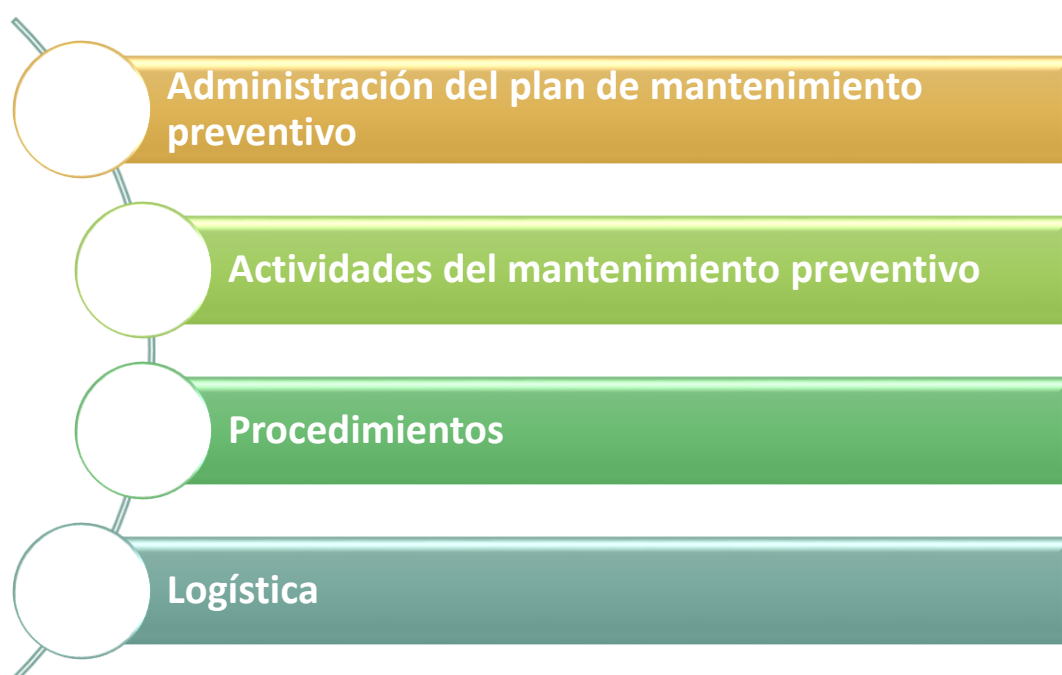 Administración del plan de mantenimiento
preventivo
Actividades del mantenimiento preventivo
Procedimientos
Logística